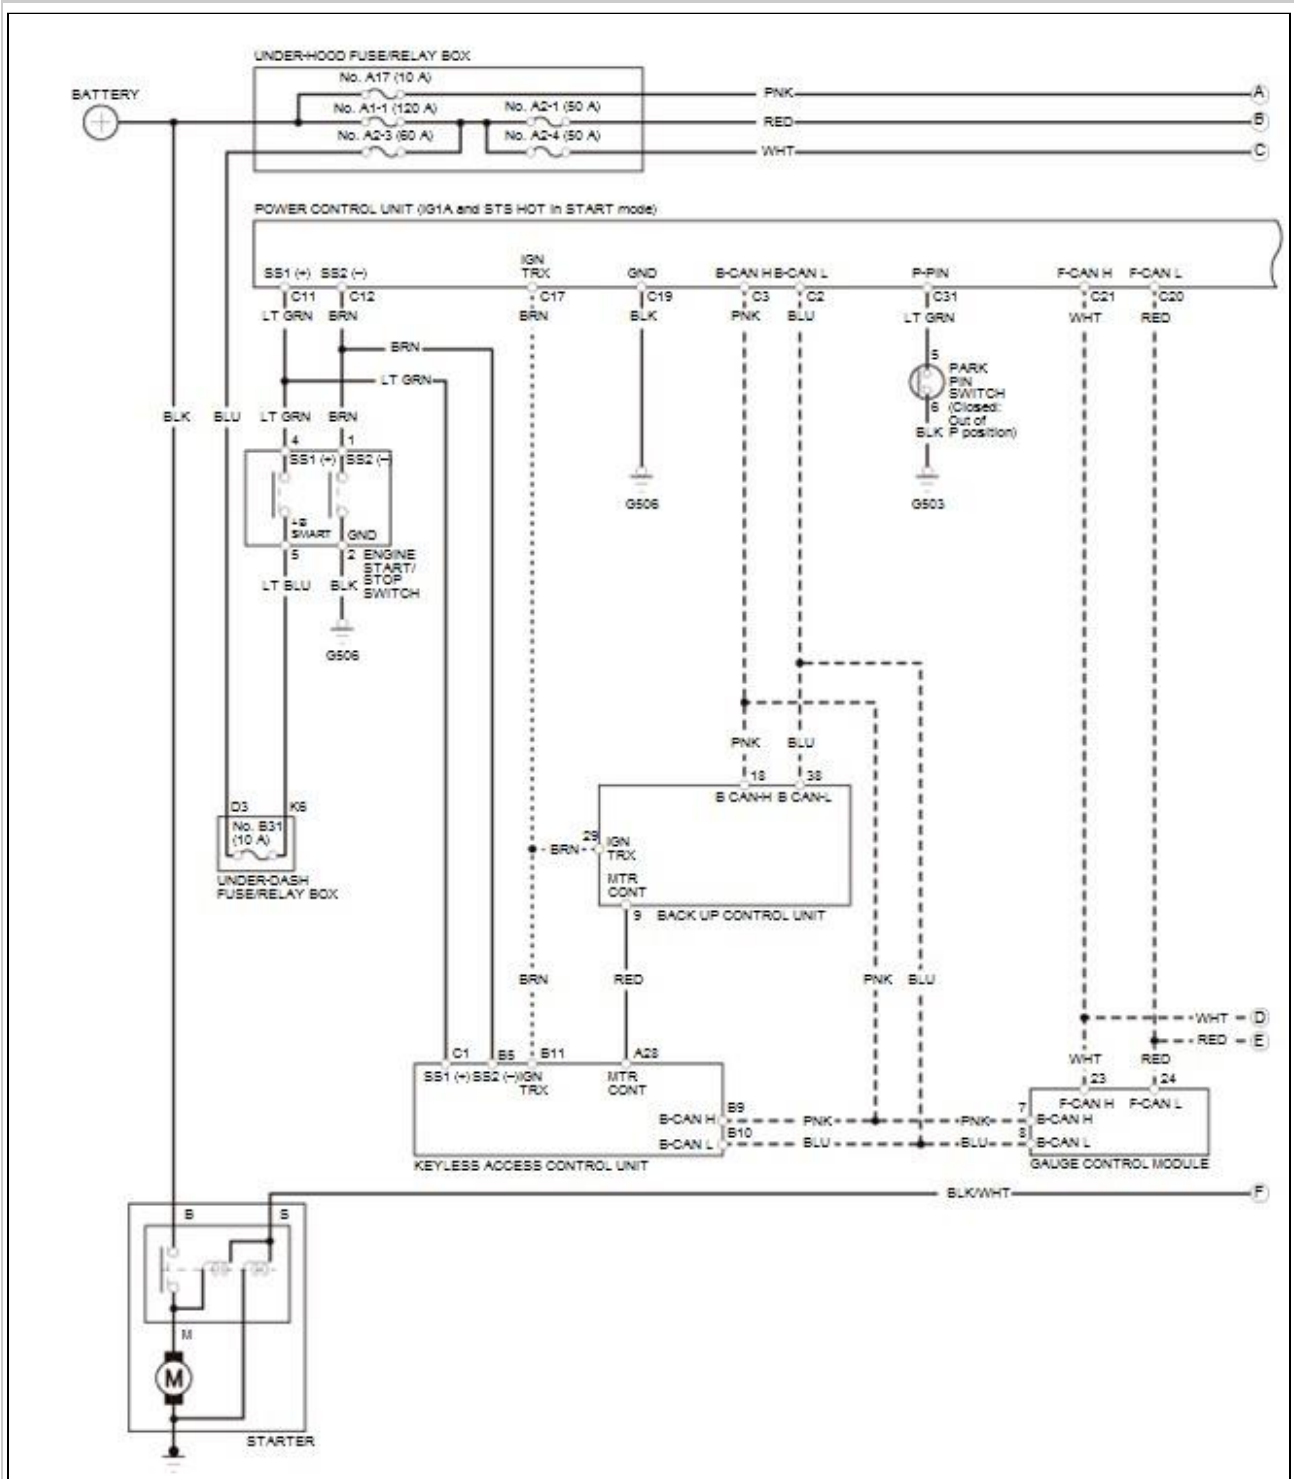 UNDER-HOOD FUSE/RELAY BOX
No. A17 (10 A)
BATTERY
PNK
A
No. A1-1 (120 A)
No. A2-1 (50 A)
RED
B
No. A2-3 (60 A)
No. A2-4 (50 A)
WHT
C
POWER CONTROL UNIT (IG1A and STS HOT in START mode)
SS1 (+) SS2 (–)
IGN
TRX
GND
B-CAN H B-CAN L
P-PIN
F-CAN H F-CAN L
C11 C12 C17 C19 C3 C2 C31 C21 C20
LT GRN BRN BRN BLK PNK BLU LT GRN WHT RED
BRN
LT GRN
5
PARK
PIN
SWITCH
6 (Closed:
Out of
P position)
BLK
BLK BLU LT GRN BRN
4 1
SS1 (+) SS2 (–)
G506
G503
+B
SMART
GND
5 2
ENGINE
START/
STOP
SWITCH
LT BLU BLK
G506
PNK BLU
18 38
B CAN-H B CAN-L
D3 K6
No. B31
(10 A)
UNDER-DASH
FUSE/RELAY BOX
29
BRN
IGN
TRX
MTR
CONT
9 BACK UP CONTROL UNIT
BRN RED PNK BLU
WHT D
RED E
WHT RED
C1 B5 B11 A28
23 24
SS1 (+) SS2 (–) IGN
TRX
MTR
CONT
F-CAN H F-CAN L
B-CAN H B9 PNK PNK 7 B-CAN H
B-CAN L B10 BLU BLU 8 B-CAN L
KEYLESS ACCESS CONTROL UNIT
GAUGE CONTROL MODULE
BLK/WHT F
B S
M
M
STARTER